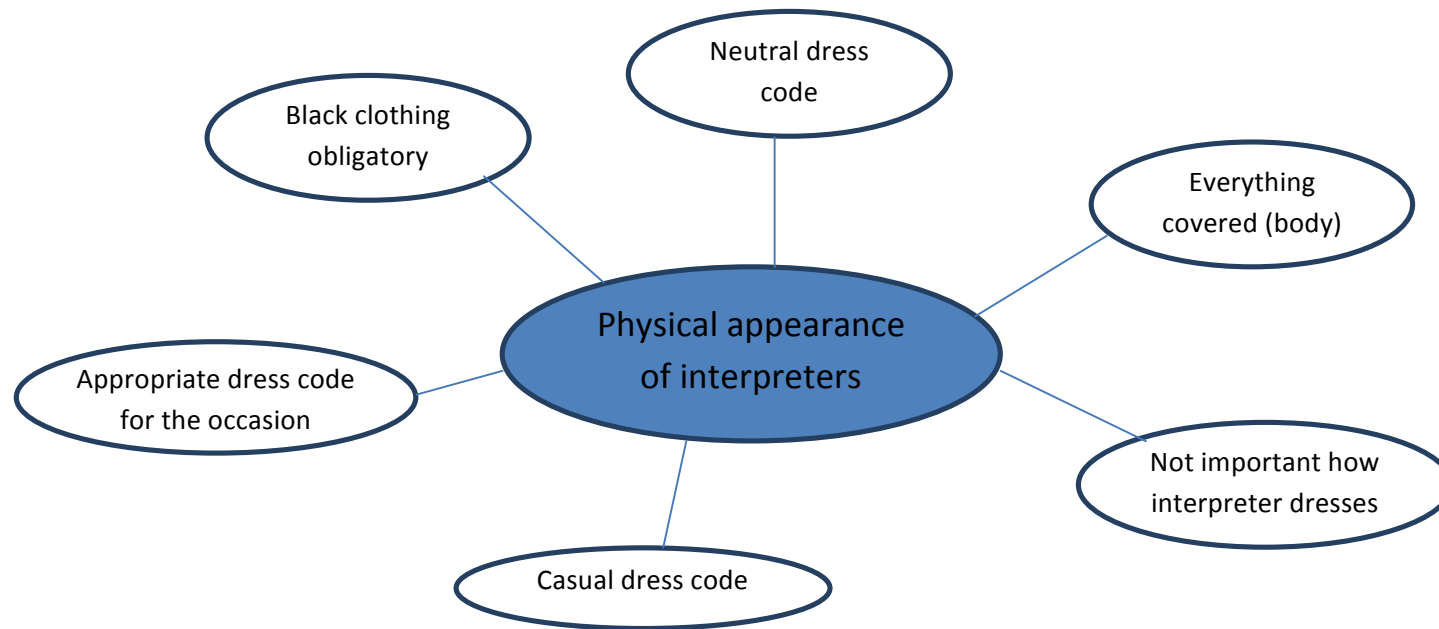 Neutral dress
code
Black clothing
obligatory
Everything
covered (body)
Physical appearance
of interpreters
Appropriate dress code
for the occasion
Not important how
interpreter dresses
Casual dress code